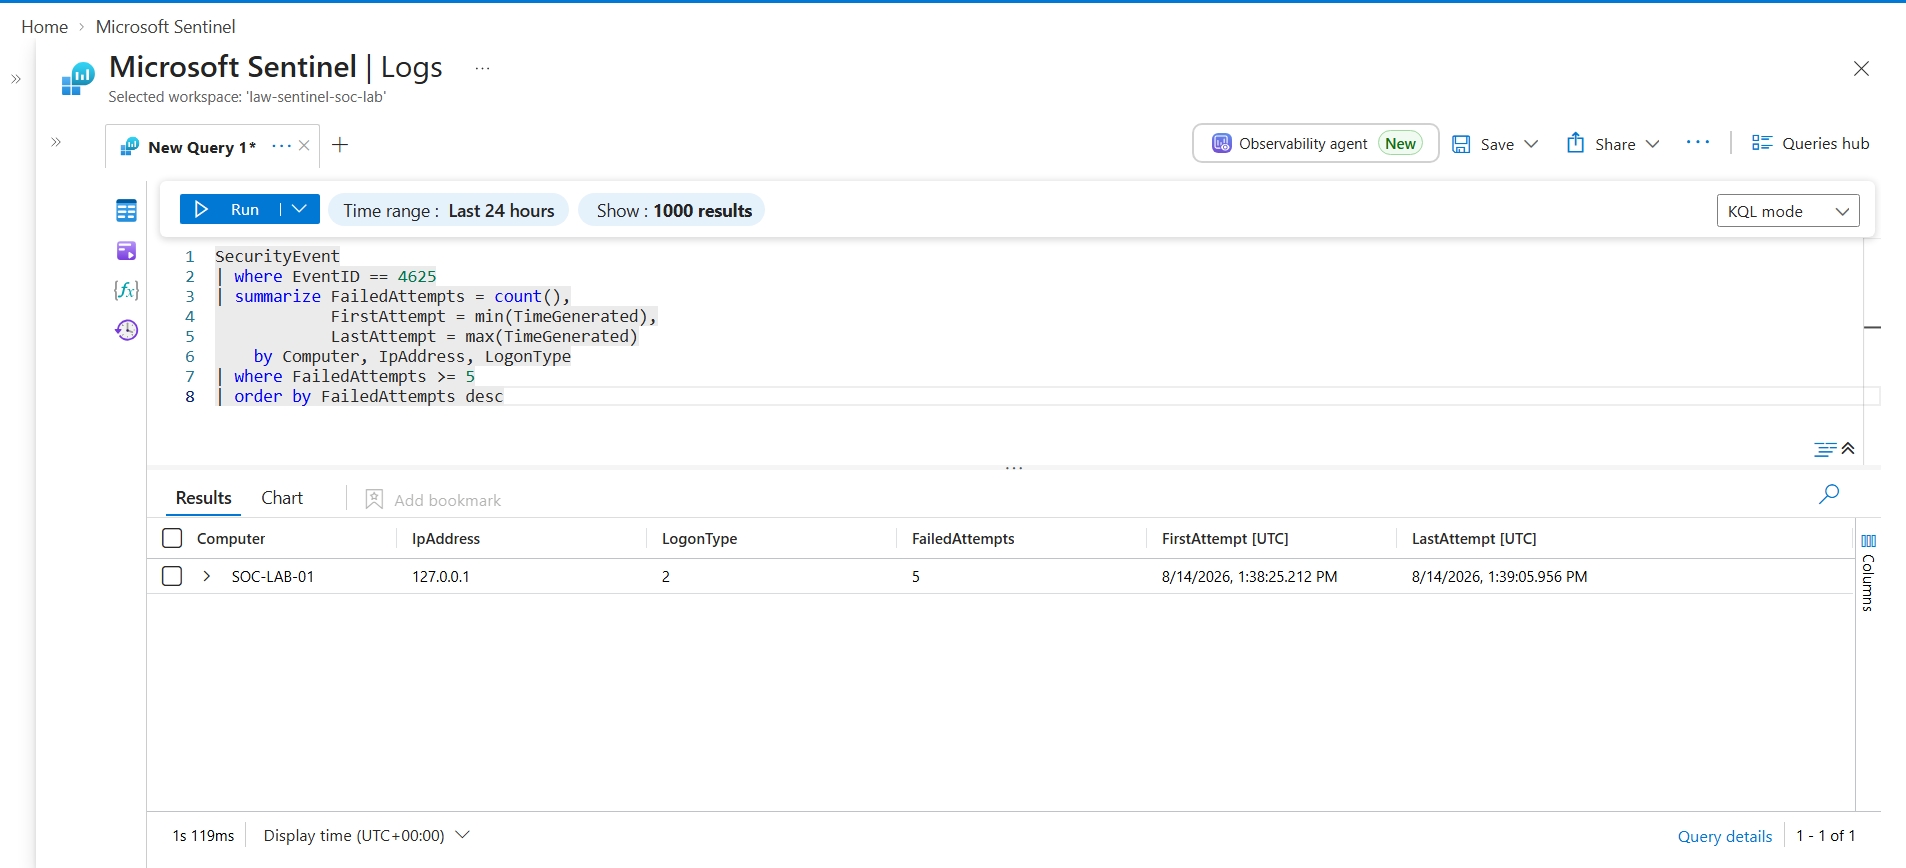 Home > Microsoft Sentinel
Microsoft Sentinel | Logs ...
Selected workspace: 'law-sentinel-soc-lab'
New Query 1* ...
Observability agent New
Save
Share
...
Queries hub
Run
Time range : Last 24 hours
Show : 1000 results
KQL mode
1 SecurityEvent
2 | where EventID == 4625
3 | summarize FailedAttempts = count(),
4 FirstAttempt = min(TimeGenerated),
5 LastAttempt = max(TimeGenerated)
6 by Computer, IpAddress, LogonType
7 | where FailedAttempts >= 5
8 | order by FailedAttempts desc
Results Chart Add bookmark
Computer IpAddress LogonType FailedAttempts FirstAttempt [UTC] LastAttempt [UTC]
SOC-LAB-01 127.0.0.1 2 5 8/14/2026, 1:38:25.212 PM 8/14/2026, 1:39:05.956 PM
Columns
1s 119ms Display time (UTC+00:00) Query details 1 - 1 of 1